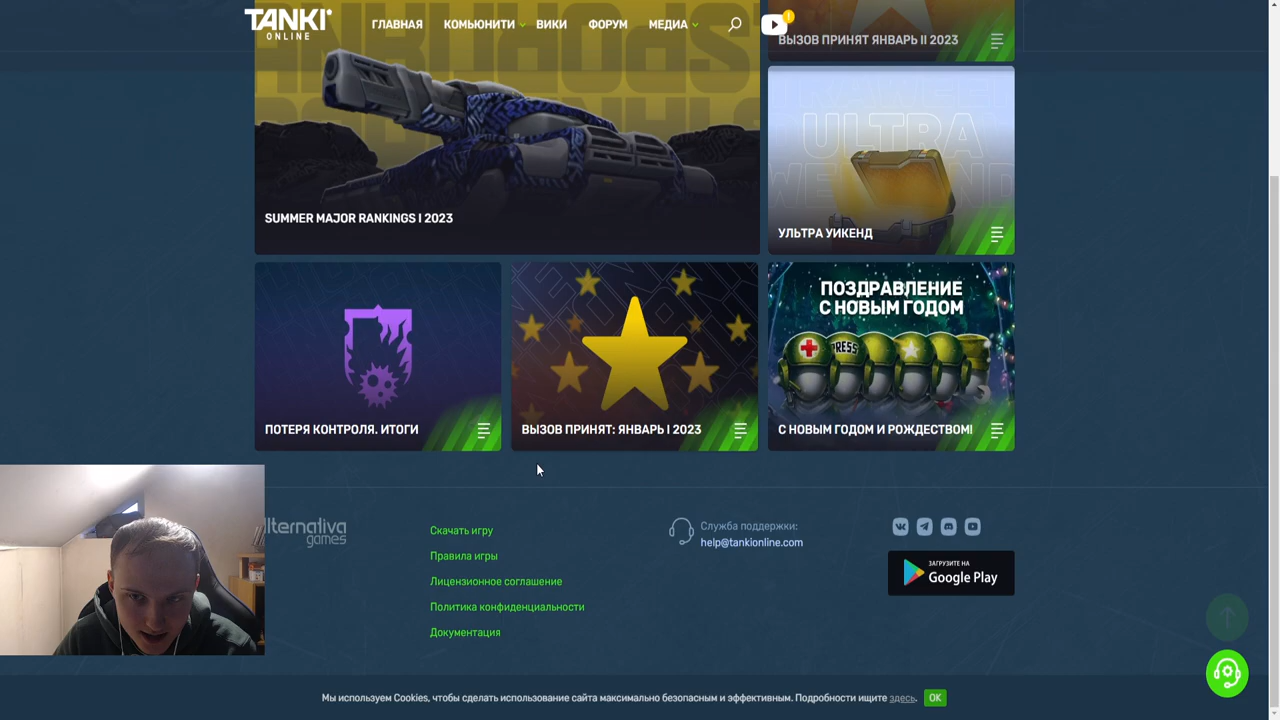 TANKI
ONLINE
ГЛАВНАЯ
КОМЬЮНИТИ
ВИКИ
ФОРУМ
МЕДИА
!
ВЫЗОВ ПРИНЯТ ЯНВАРЬ II 2023
SUMMER MAJOR RANKINGS I 2023
ULTRA
УЛЬТРА УИКЕНД
ПОТЕРЯ КОНТРОЛЯ. ИТОГИ
ВЫЗОВ ПРИНЯТ: ЯНВАРЬ I 2023
ПОЗДРАВЛЕНИЕ
С НОВЫМ ГОДОМ
PRESS
С НОВЫМ ГОДОМ И РОЖДЕСТВОМ!
alternativa
games
Скачать игру
Правила игры
Лицензионное соглашение
Политика конфиденциальности
Документация
Служба поддержки:
help@tankionline.com
ЗАГРУЗИТЕ НА
Google Play
Мы используем Cookies, чтобы сделать использование сайта максимально безопасным и эффективным. Подробности ищите здесь.
OK